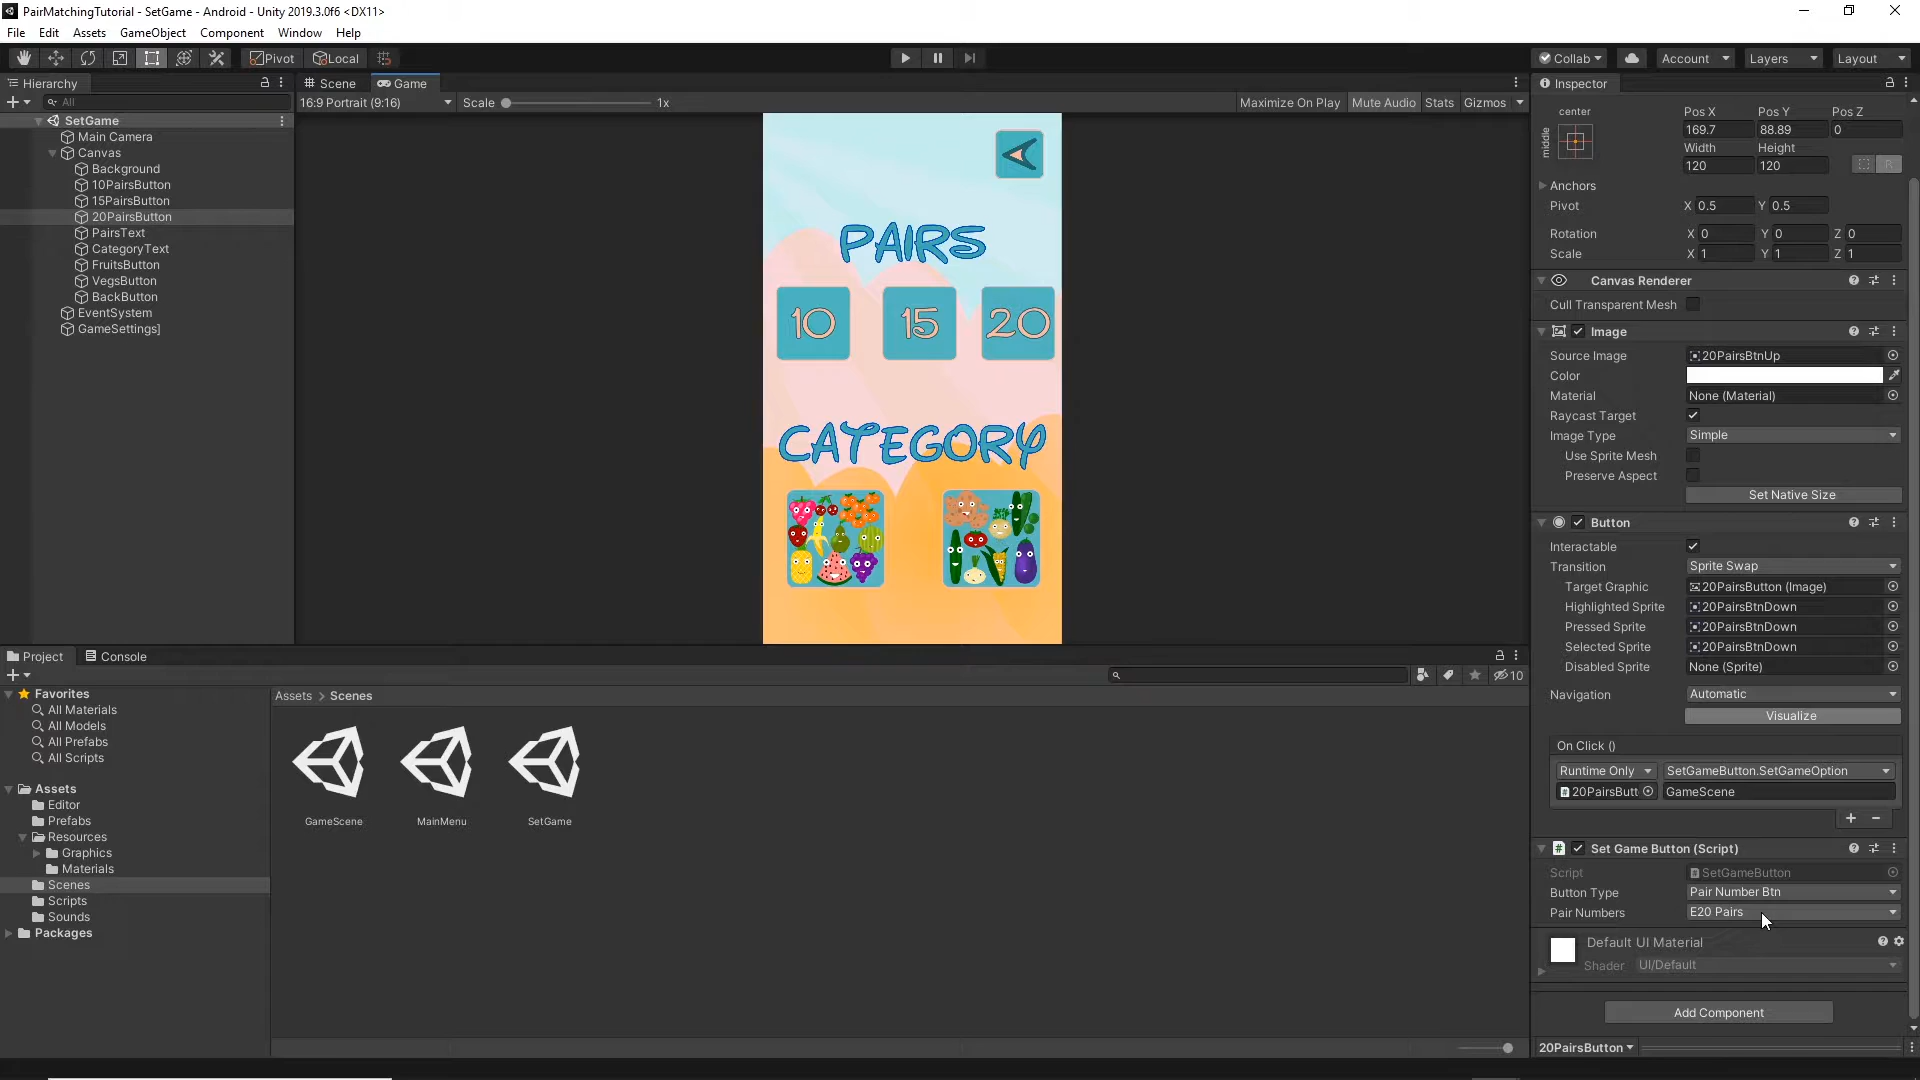 PairMatchingTutorial - SetGame - Android - Unity 2019.3.0f6 <DX11>
File Edit Assets GameObject Component Window Help
Pivot Local
Collab Account Layers Layout
Hierarchy
All
SetGame
Main Camera
Canvas
Background
10PairsButton
15PairsButton
20PairsButton
PairsText
CategoryText
FruitsButton
VegsButton
BackButton
EventSystem
GameSettings]
Scene Game
16:9 Portrait (9:16) Scale 1x Maximize On Play Mute Audio Stats Gizmos
PAIRS
10 15 20
CATEGORY
Project Console
10
Favorites
All Materials
All Models
All Prefabs
All Scripts
Assets
Editor
Prefabs
Resources
Graphics
Materials
Scenes
Scripts
Sounds
Packages
Assets > Scenes
GameScene MainMenu SetGame
Inspector
center
middle
Pos X Pos Y Pos Z
169.7 88.89 0
Width Height
120 120
R
Anchors
Pivot X 0.5 Y 0.5
Rotation X 0 Y 0 Z 0
Scale X 1 Y 1 Z 1
Canvas Renderer
Cull Transparent Mesh
Image
Source Image 20PairsBtnUp
Color
Material None (Material)
Raycast Target
Image Type Simple
Use Sprite Mesh
Preserve Aspect
Set Native Size
Button
Interactable
Transition Sprite Swap
Target Graphic 20PairsButton (Image)
Highlighted Sprite 20PairsBtnDown
Pressed Sprite 20PairsBtnDown
Selected Sprite 20PairsBtnDown
Disabled Sprite None (Sprite)
Navigation Automatic
Visualize
On Click ()
Runtime Only SetGameButton.SetGameOption
20PairsButt GameScene
Set Game Button (Script)
Script SetGameButton
Button Type Pair Number Btn
Pair Numbers E20 Pairs
Default UI Material
Shader UI/Default
Add Component
20PairsButton